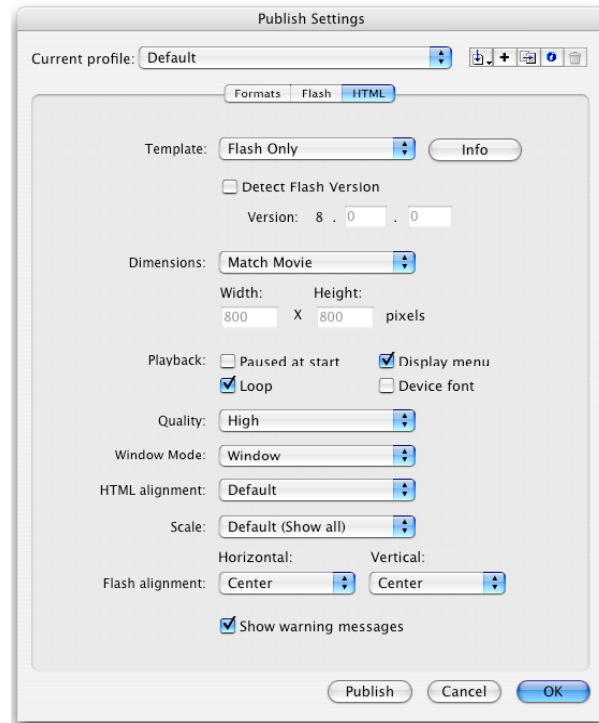 Publish Settings
Current profile: Default
Formats Flash HTML
Template: Flash Only Info
Detect Flash Version
Version: 8 . 0 . 0
Dimensions: Match Movie
Width: Height:
800 X 800 pixels
Playback: Paused at start Display menu
Loop Device font
Quality: High
Window Mode: Window
HTML alignment: Default
Scale: Default (Show all)
Horizontal: Vertical:
Flash alignment: Center Center
Show warning messages
Publish Cancel OK